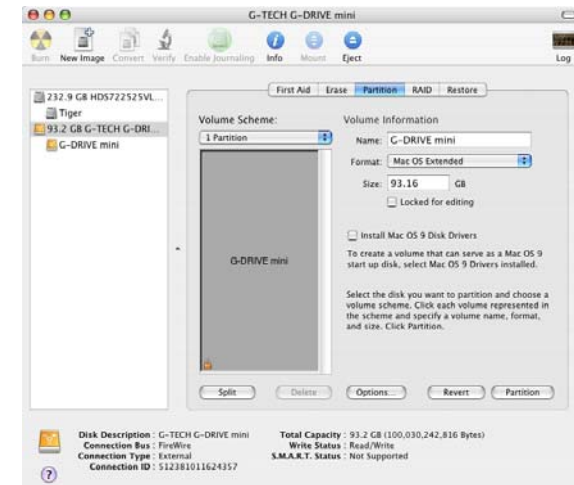 G-TECH G-DRIVE mini
Burn New Image Convert Verify Enable Journaling Info Mount Eject Log
First Aid Erase Partition RAID Restore
232.9 GB HDS722525VL...
Tiger
93.2 GB G-TECH G-DRI...
G-DRIVE mini
Volume Scheme:
1 Partition
G-DRIVE mini
Volume Information
Name: G-DRIVE mini
Format: Mac OS Extended
Size: 93.16 GB
Locked for editing
Install Mac OS 9 Disk Drivers
To create a volume that can serve as a Mac OS 9
start up disk, select Mac OS 9 Drivers installed.
Select the disk you want to partition and choose a
volume scheme. Click each volume represented in
the scheme and specify a volume name, format,
and size. Click Partition.
Split Delete Options... Revert Partition
Disk Description : G-TECH G-DRIVE mini
Connection Bus : FireWire
Connection Type : External
Connection ID : 512381011624357
Total Capacity : 93.2 GB (100,030,242,816 Bytes)
Write Status : Read/Write
S.M.A.R.T. Status : Not Supported
?